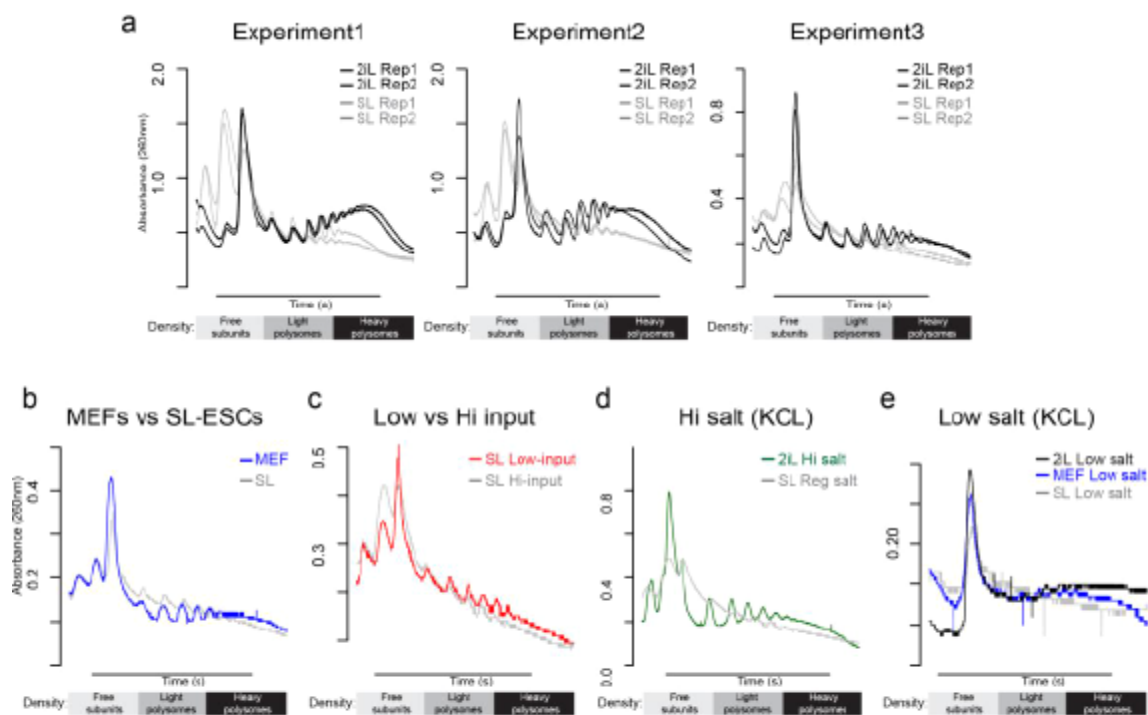 a
Experiment1
Experiment2
Experiment3
Absorbance (260nm)
2.0
1.0
0.0
2iL Rep1
2iL Rep2
SL Rep1
SL Rep2
2.0
1.0
0.0
2iL Rep1
2iL Rep2
SL Rep1
SL Rep2
0.8
0.4
2iL Rep1
2iL Rep2
SL Rep1
SL Rep2
Time (s)
Time (s)
Time (s)
Density:
Free subunits
Light polysomes
Heavy polysomes
Density:
Free subunits
Light polysomes
Heavy polysomes
Density:
Free subunits
Light polysomes
Heavy polysomes
b
MEFs vs SL-ESCs
Absorbance (260nm)
0.4
0.2
MEF
SL
Time (s)
Density:
Free subunits
Light polysomes
Heavy polysomes
c
Low vs Hi input
0.5
0.3
SL Low-input
SL Hi-input
Time (s)
Density:
Free subunits
Light polysomes
Heavy polysomes
d
Hi salt (KCL)
0.8
0.4
0.0
2iL Hi salt
SL Reg salt
Time (s)
Density:
Free subunits
Light polysomes
Heavy polysomes
e
Low salt (KCL)
0.20
2L Low salt
MEF Low salt
SL Low salt
Time (s)
Density:
Free subunits
Light polysomes
Heavy polysomes